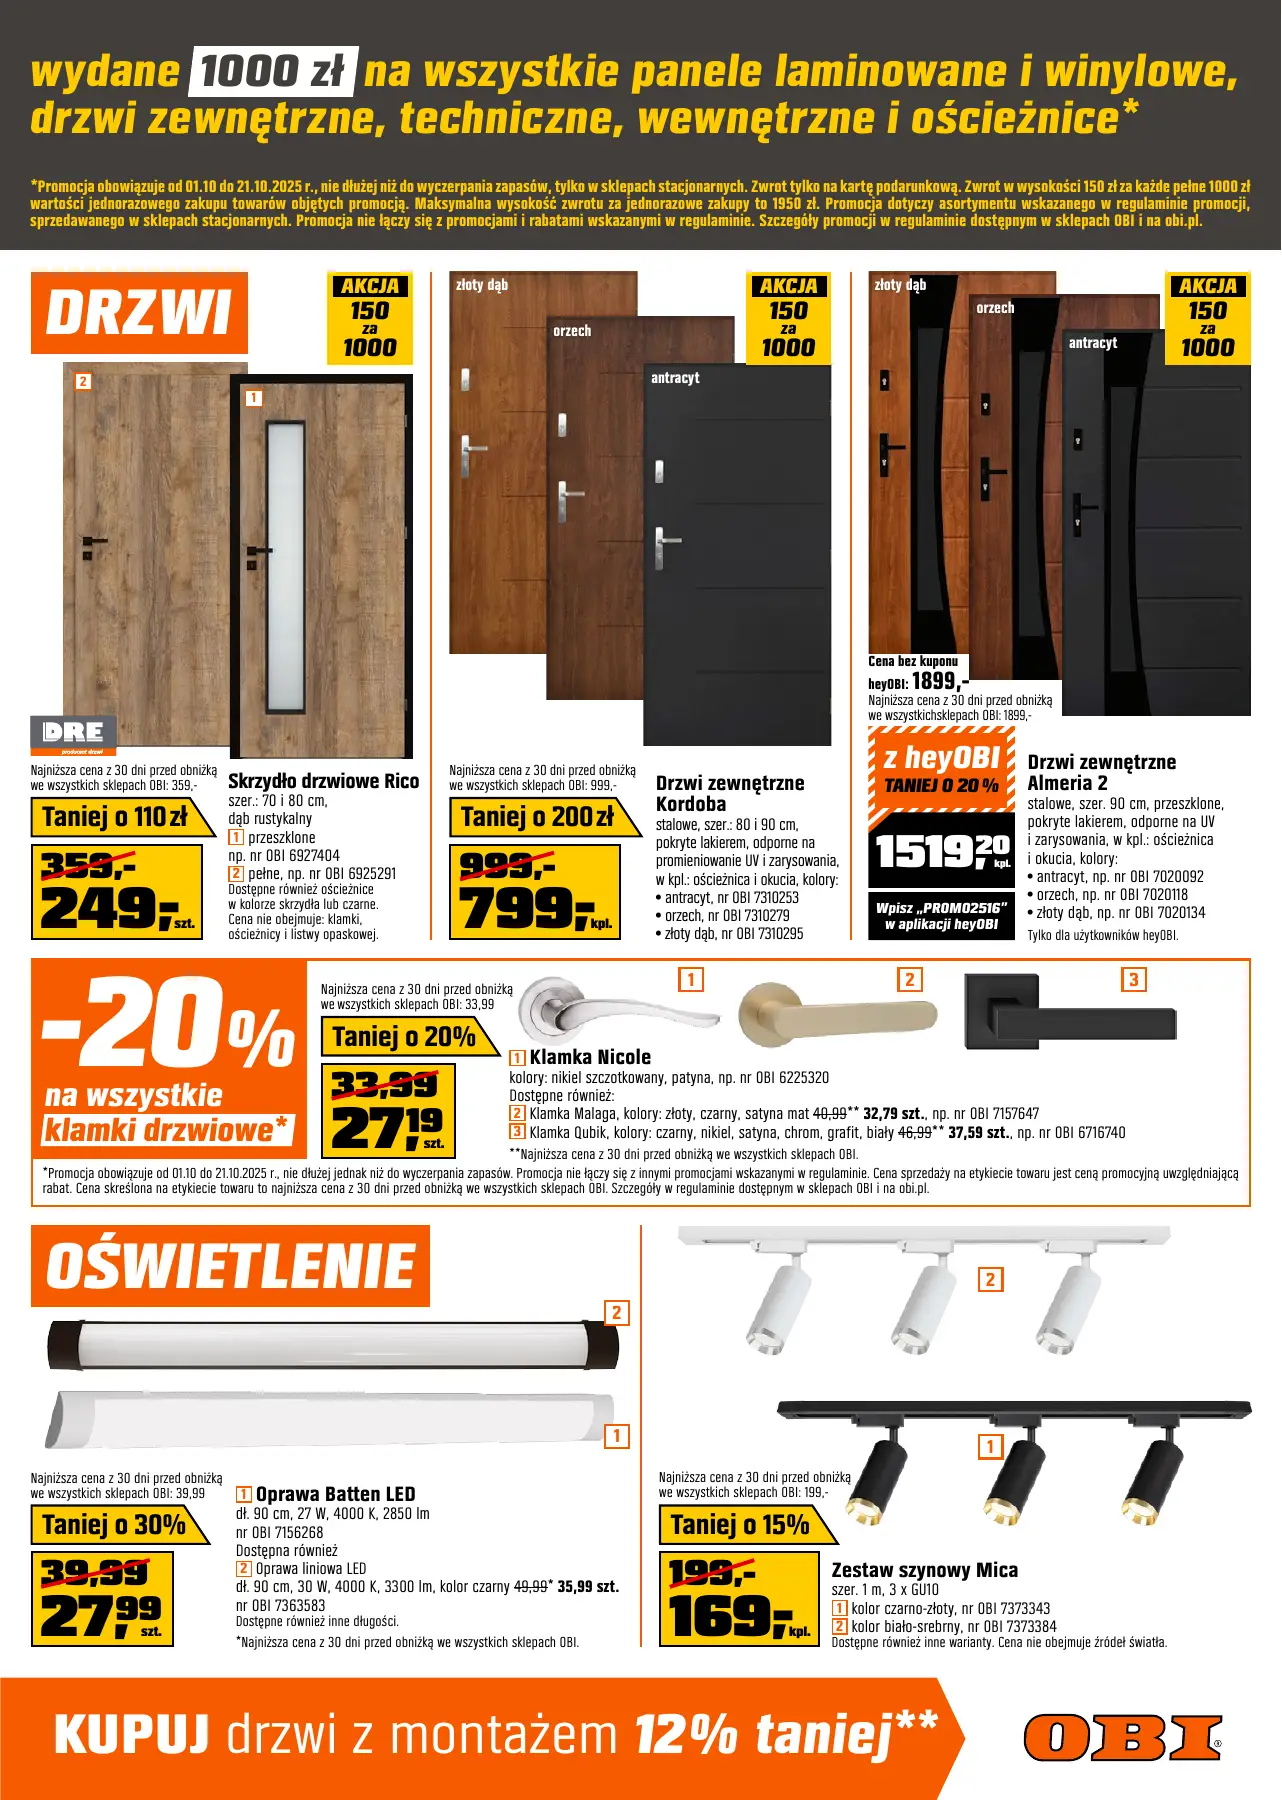 wydane 1000 zł na wszystkie panele laminowane i winylowe,
drzwi zewnętrzne, techniczne, wewnętrzne i ościeżnice*
*Promocja obowiązuje od 01.10 do 21.10.2025 r., nie dłużej niż do wyczerpania zapasów, tylko w sklepach stacjonarnych. Zwrot tylko na kartę podarunkową. Zwrot w wysokości 150 zł za każde pełne 1000 zł
wartości jednorazowego zakupu towarów objętych promocją. Maksymalna wysokość zwrotu za jednorazowe zakupy to 1950 zł. Promocja dotyczy asortymentu wskazanego w regulaminie promocji,
sprzedawanego w sklepach stacjonarnych. Promocja nie łączy się z promocjami i rabatami wskazanymi w regulaminie. Szczegóły promocji w regulaminie dostępnym w sklepach OBI i na obi.pl.
DRZWI
AKCJA
150
za
1000
2
1
DRE
producent drzwi
Najniższa cena z 30 dni przed obniżką
we wszystkich sklepach OBI: 359,-
Taniej o 110 zł
359,-
249,- szt.
Skrzydło drzwiowe Rico
szer.: 70 i 80 cm,
dąb rustykalny
1 przeszklone
np. nr OBI 6927404
2 pełne, np. nr OBI 6925291
Dostępne również ościeżnice
w kolorze skrzydła lub czarne.
Cena nie obejmuje: klamki,
ościeżnicy i listwy opaskowej.
złoty dąb
orzech
antracyt
AKCJA
150
za
1000
Najniższa cena z 30 dni przed obniżką
we wszystkich sklepach OBI: 999,-
Taniej o 200 zł
999,-
799,- kpl.
Drzwi zewnętrzne
Kordoba
stalowe, szer.: 80 i 90 cm,
pokryte lakierem, odporne na
promieniowanie UV i zarysowania,
w kpl.: ościeżnica i okucia, kolory:
• antracyt, nr OBI 7310253
• orzech, nr OBI 7310279
• złoty dąb, nr OBI 7310295
złoty dąb
orzech
antracyt
AKCJA
150
za
1000
Cena bez kuponu
heyOBI: 1899,-
Najniższa cena z 30 dni przed obniżką
we wszystkichsklepach OBI: 1899,-
z heyOBI
TANIEJ O 20 %
1519,20 kpl.
Wpisz „PROMO2516”
w aplikacji heyOBI
Drzwi zewnętrzne
Almeria 2
stalowe, szer. 90 cm, przeszklone,
pokryte lakierem, odporne na UV
i zarysowania, w kpl.: ościeżnica
i okucia, kolory:
• antracyt, np. nr OBI 7020092
• orzech, np. nr OBI 7020118
• złoty dąb, np. nr OBI 7020134
Tylko dla użytkowników heyOBI.
-20%
na wszystkie
klamki drzwiowe*
Najniższa cena z 30 dni przed obniżką
we wszystkich sklepach OBI: 33,99
Taniej o 20%
33,99
27,19 szt.
1
2
3
1 Klamka Nicole
kolory: nikiel szczotkowany, patyna, np. nr OBI 6225320
Dostępne również:
2 Klamka Malaga, kolory: złoty, czarny, satyna mat 40,99** 32,79 szt., np. nr OBI 7157647
3 Klamka Qubik, kolory: czarny, nikiel, satyna, chrom, grafit, biały 46,99** 37,59 szt., np. nr OBI 6716740
**Najniższa cena z 30 dni przed obniżką we wszystkich sklepach OBI.
*Promocja obowiązuje od 01.10 do 21.10.2025 r., nie dłużej jednak niż do wyczerpania zapasów. Promocja nie łączy się z innymi promocjami wskazanymi w regulaminie. Cena sprzedaży na etykiecie towaru jest ceną promocyjną uwzględniającą
rabat. Cena skreślona na etykiecie towaru to najniższa cena z 30 dni przed obniżką we wszystkich sklepach OBI. Szczegóły w regulaminie dostępnym w sklepach OBI i na obi.pl.
OŚWIETLENIE
2
1
Najniższa cena z 30 dni przed obniżką
we wszystkich sklepach OBI: 39,99
Taniej o 30%
39,99
27,99 szt.
1 Oprawa Batten LED
dł. 90 cm, 27 W, 4000 K, 2850 lm
nr OBI 7156268
Dostępna również
2 Oprawa liniowa LED
dł. 90 cm, 30 W, 4000 K, 3300 lm, kolor czarny 49,99* 35,99 szt.
nr OBI 7363583
Dostępne również inne długości.
*Najniższa cena z 30 dni przed obniżką we wszystkich sklepach OBI.
2
1
Najniższa cena z 30 dni przed obniżką
we wszystkich sklepach OBI: 199,-
Taniej o 15%
199,-
169,- kpl.
Zestaw szynowy Mica
szer. 1 m, 3 x GU10
1 kolor czarno-złoty, nr OBI 7373343
2 kolor biało-srebrny, nr OBI 7373384
Dostępne również inne warianty. Cena nie obejmuje źródeł światła.
KUPUJ drzwi z montażem 12% taniej**
OBI®